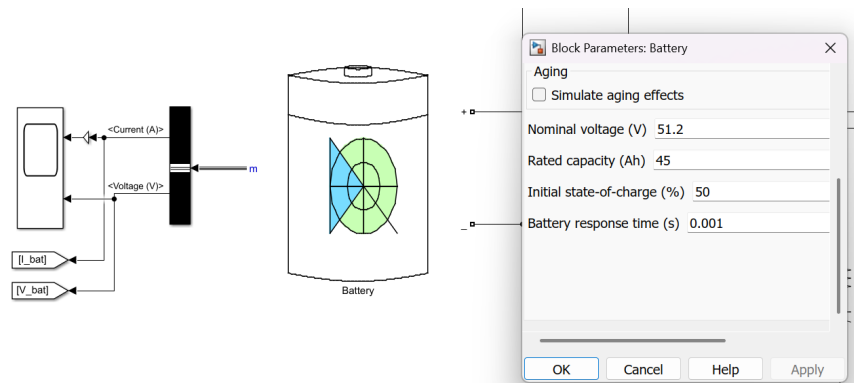 <Current (A)>
<Voltage (V)>
m
[I_bat]
[V_bat]
Battery
+
_
Block Parameters: Battery
Aging
Simulate aging effects
Nominal voltage (V) 51.2
Rated capacity (Ah) 45
Initial state-of-charge (%) 50
Battery response time (s) 0.001
OK Cancel Help Apply